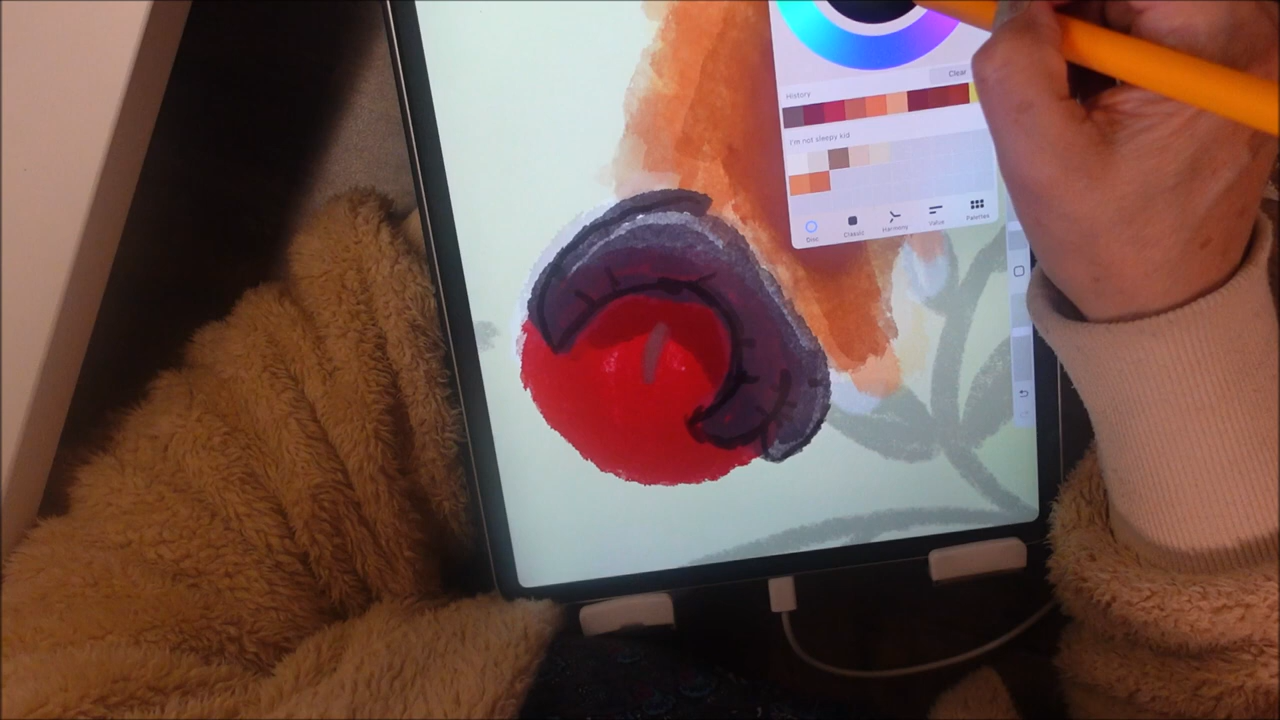 Clear
History
I'm not sleepy kid
Disc Classic Harmony Value Palettes